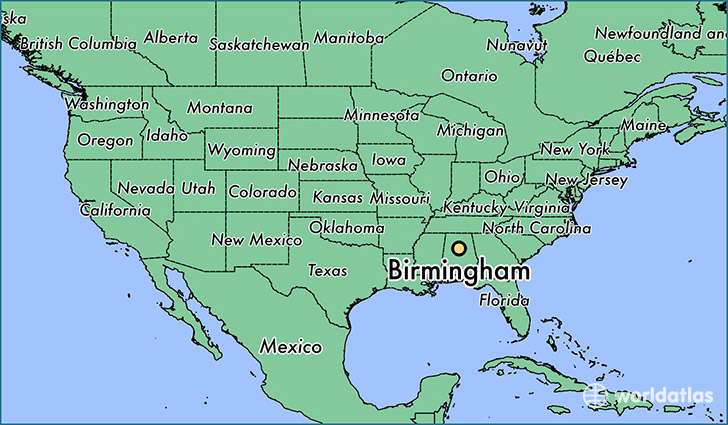 ska
British Columbia
Alberta
Saskatchewan
Manitoba
Newfoundland and
Nunavut
Québec
Ontario
Washington
Montana
Minnesota
Michigan
Maine
Oregon
Idaho
Wyoming
Nebraska
Iowa
New York
Ohio
New Jersey
Nevada
Utah
Colorado
Kansas
Missouri
Kentucky
Virginia
California
New Mexico
Oklahoma
North Carolina
Texas
Birmingham
Florida
Mexico
worldatlas